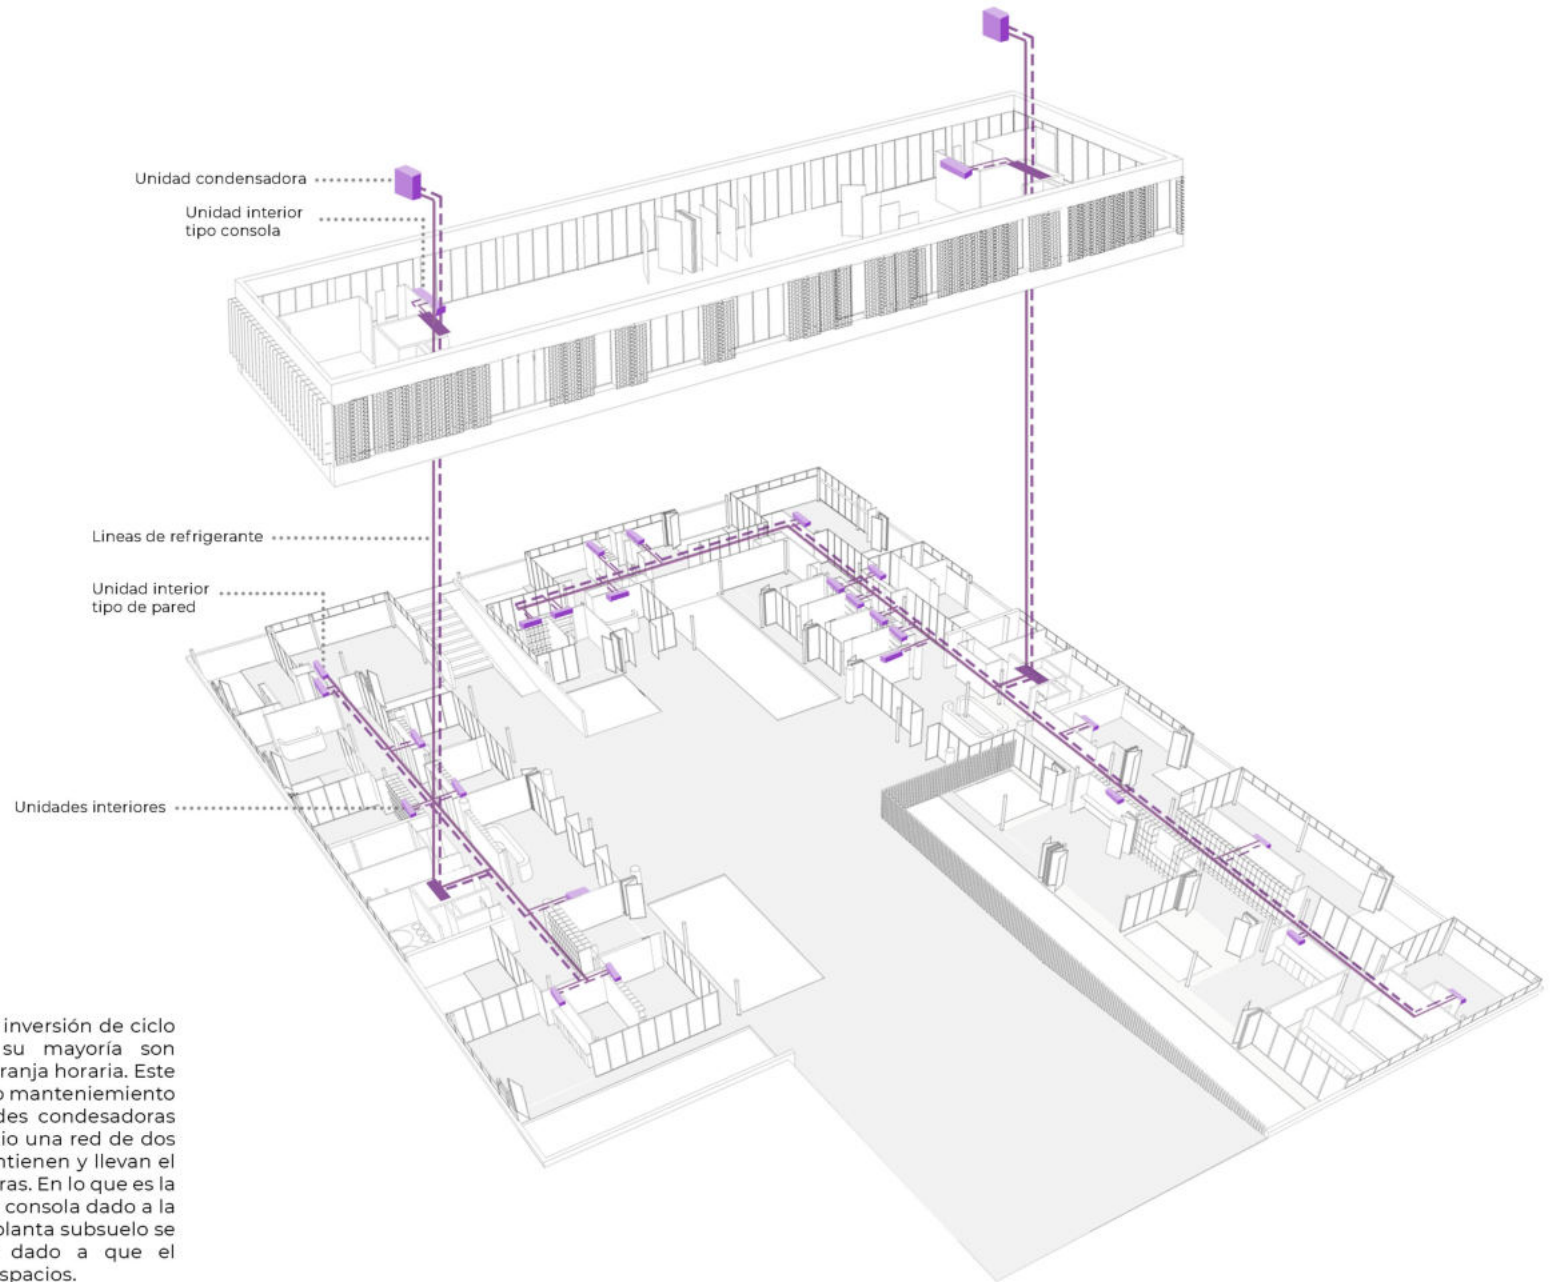 Unidad condensadora
Unidad interior
tipo consola
Lineas de refrigerante
Unidad interior
tipo de pared
Unidades interiores
inversión de ciclo
su mayoría son
ranja horaria. Este
o manteniemiento
des condesadoras
io una red de dos
ntienen y llevan el
ras. En lo que es la
consola dado a la
planta subsuelo se
dado a que el
spacios.